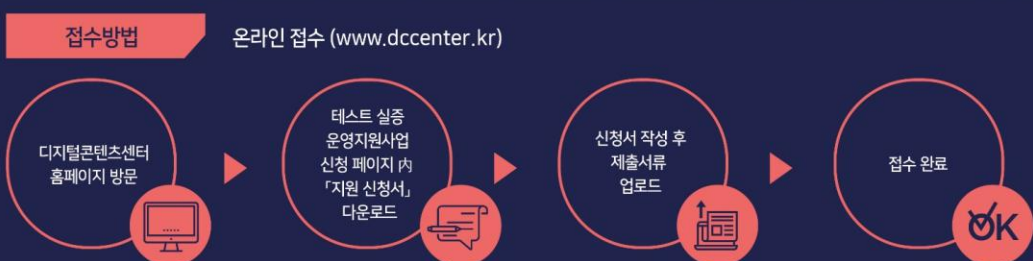 접수방법
온라인 접수 (www.dccenter.kr)
디지털콘텐츠센터
홈페이지 방문
테스트 실증
운영지원사업
신청 페이지 內
「지원 신청서」
다운로드
신청서 작성 후
제출서류
업로드
접수 완료
OK